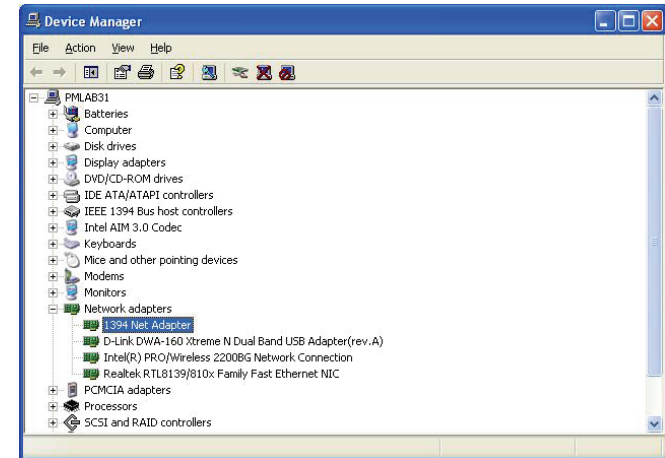 Device Manager
File Action View Help
PMLAB31
Batteries
Computer
Disk drives
Display adapters
DVD/CD-ROM drives
IDE ATA/ATAPI controllers
IEEE 1394 Bus host controllers
Intel AIM 3.0 Codec
Keyboards
Mice and other pointing devices
Modems
Monitors
Network adapters
1394 Net Adapter
D-Link DWA-160 Xtreme N Dual Band USB Adapter(rev.A)
Intel(R) PRO/Wireless 2200BG Network Connection
Realtek RTL8139/810x Family Fast Ethernet NIC
PCMCIA adapters
Processors
SCSI and RAID controllers